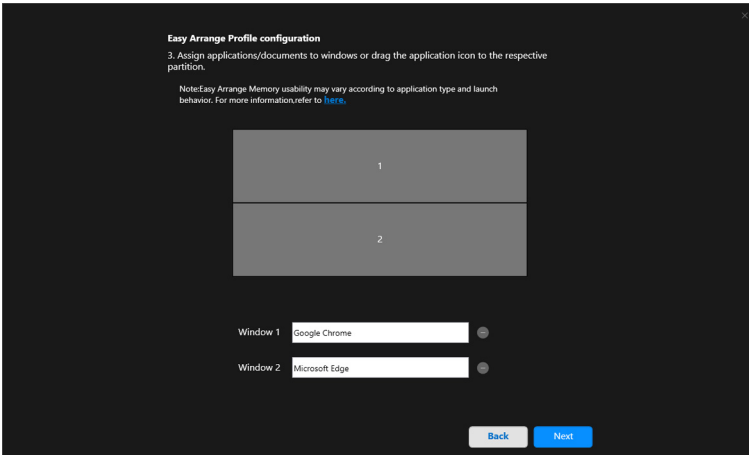 Easy Arrange Profile configuration
3. Assign applications/documents to windows or drag the application icon to the respective
partition.
Note:Easy Arrange Memory usability may vary according to application type and launch
behavior. For more information,refer to here.
1
2
Window 1 Google Chrome
Window 2 Microsoft Edge
Back Next